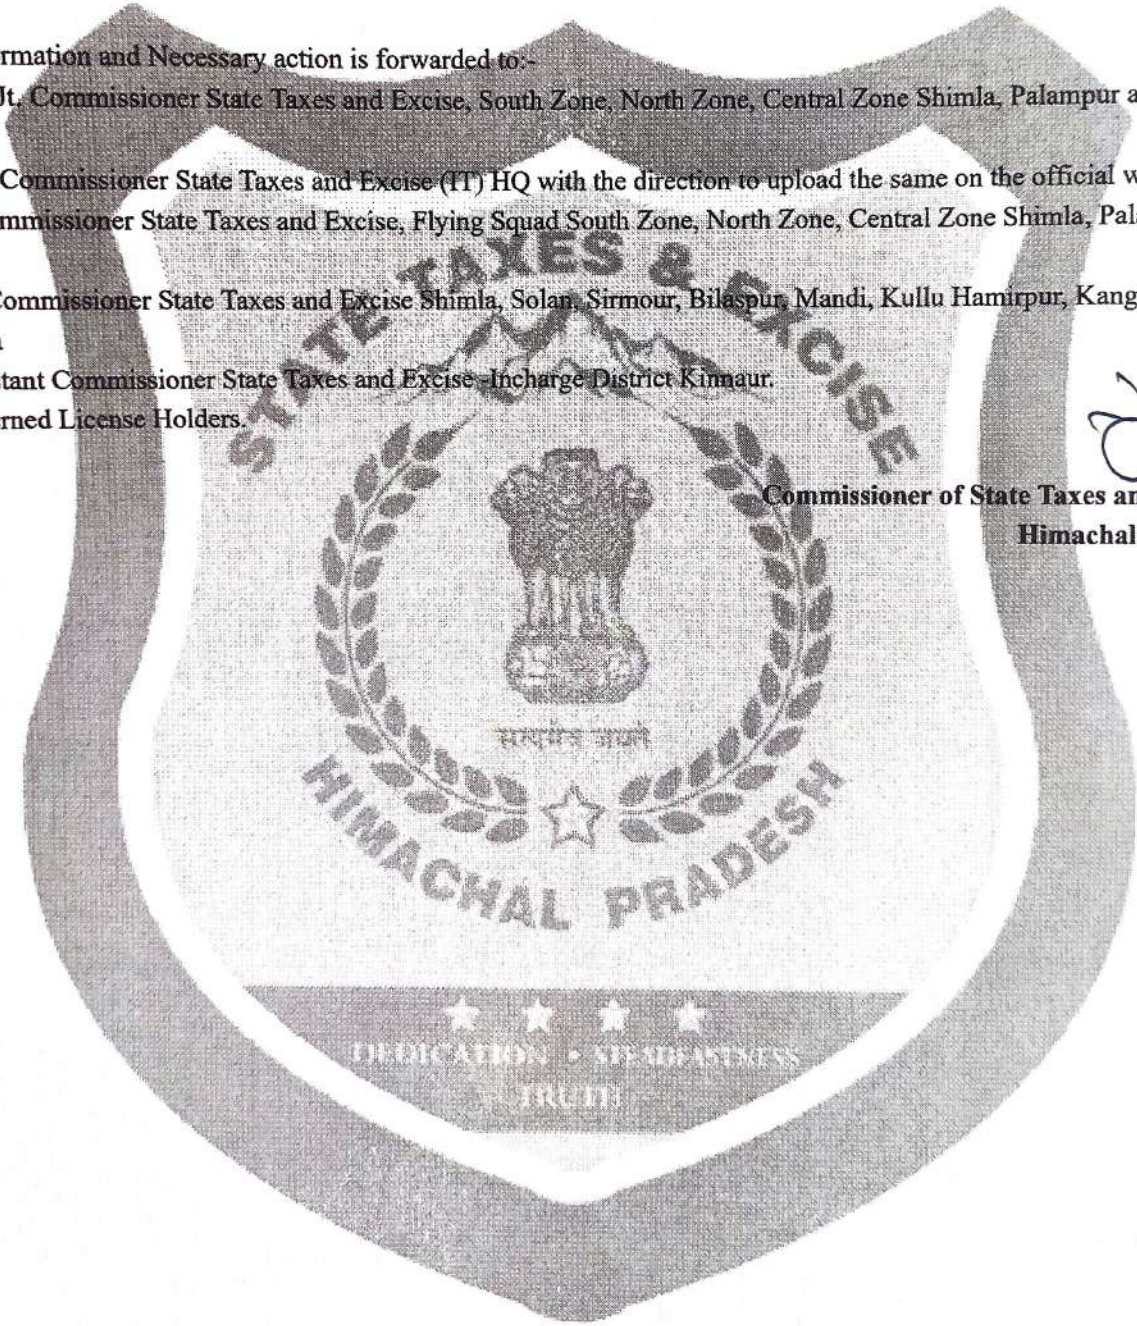 rmation and Necessary action is forwarded to:-
Jt. Commissioner State Taxes and Excise, South Zone, North Zone, Central Zone Shimla, Palampur a
Commissioner State Taxes and Excise (IT) HQ with the direction to upload the same on the official w
mmissioner State Taxes and Excise, Flying Squad South Zone, North Zone, Central Zone Shimla, Pal
Commissioner State Taxes and Excise Shimla, Solan, Sirmour, Bilaspur, Mandi, Kullu Hamirpur, Kang
tant Commissioner State Taxes and Excise -Incharge District Kinnaur.
rned License Holders.
Commissioner of State Taxes an
Himachal
STATE TAXES & EXCISE
सत्यमेव जयते
HIMACHAL PRADESH
DEDICATION • STEADFASTNESS
TRUTH